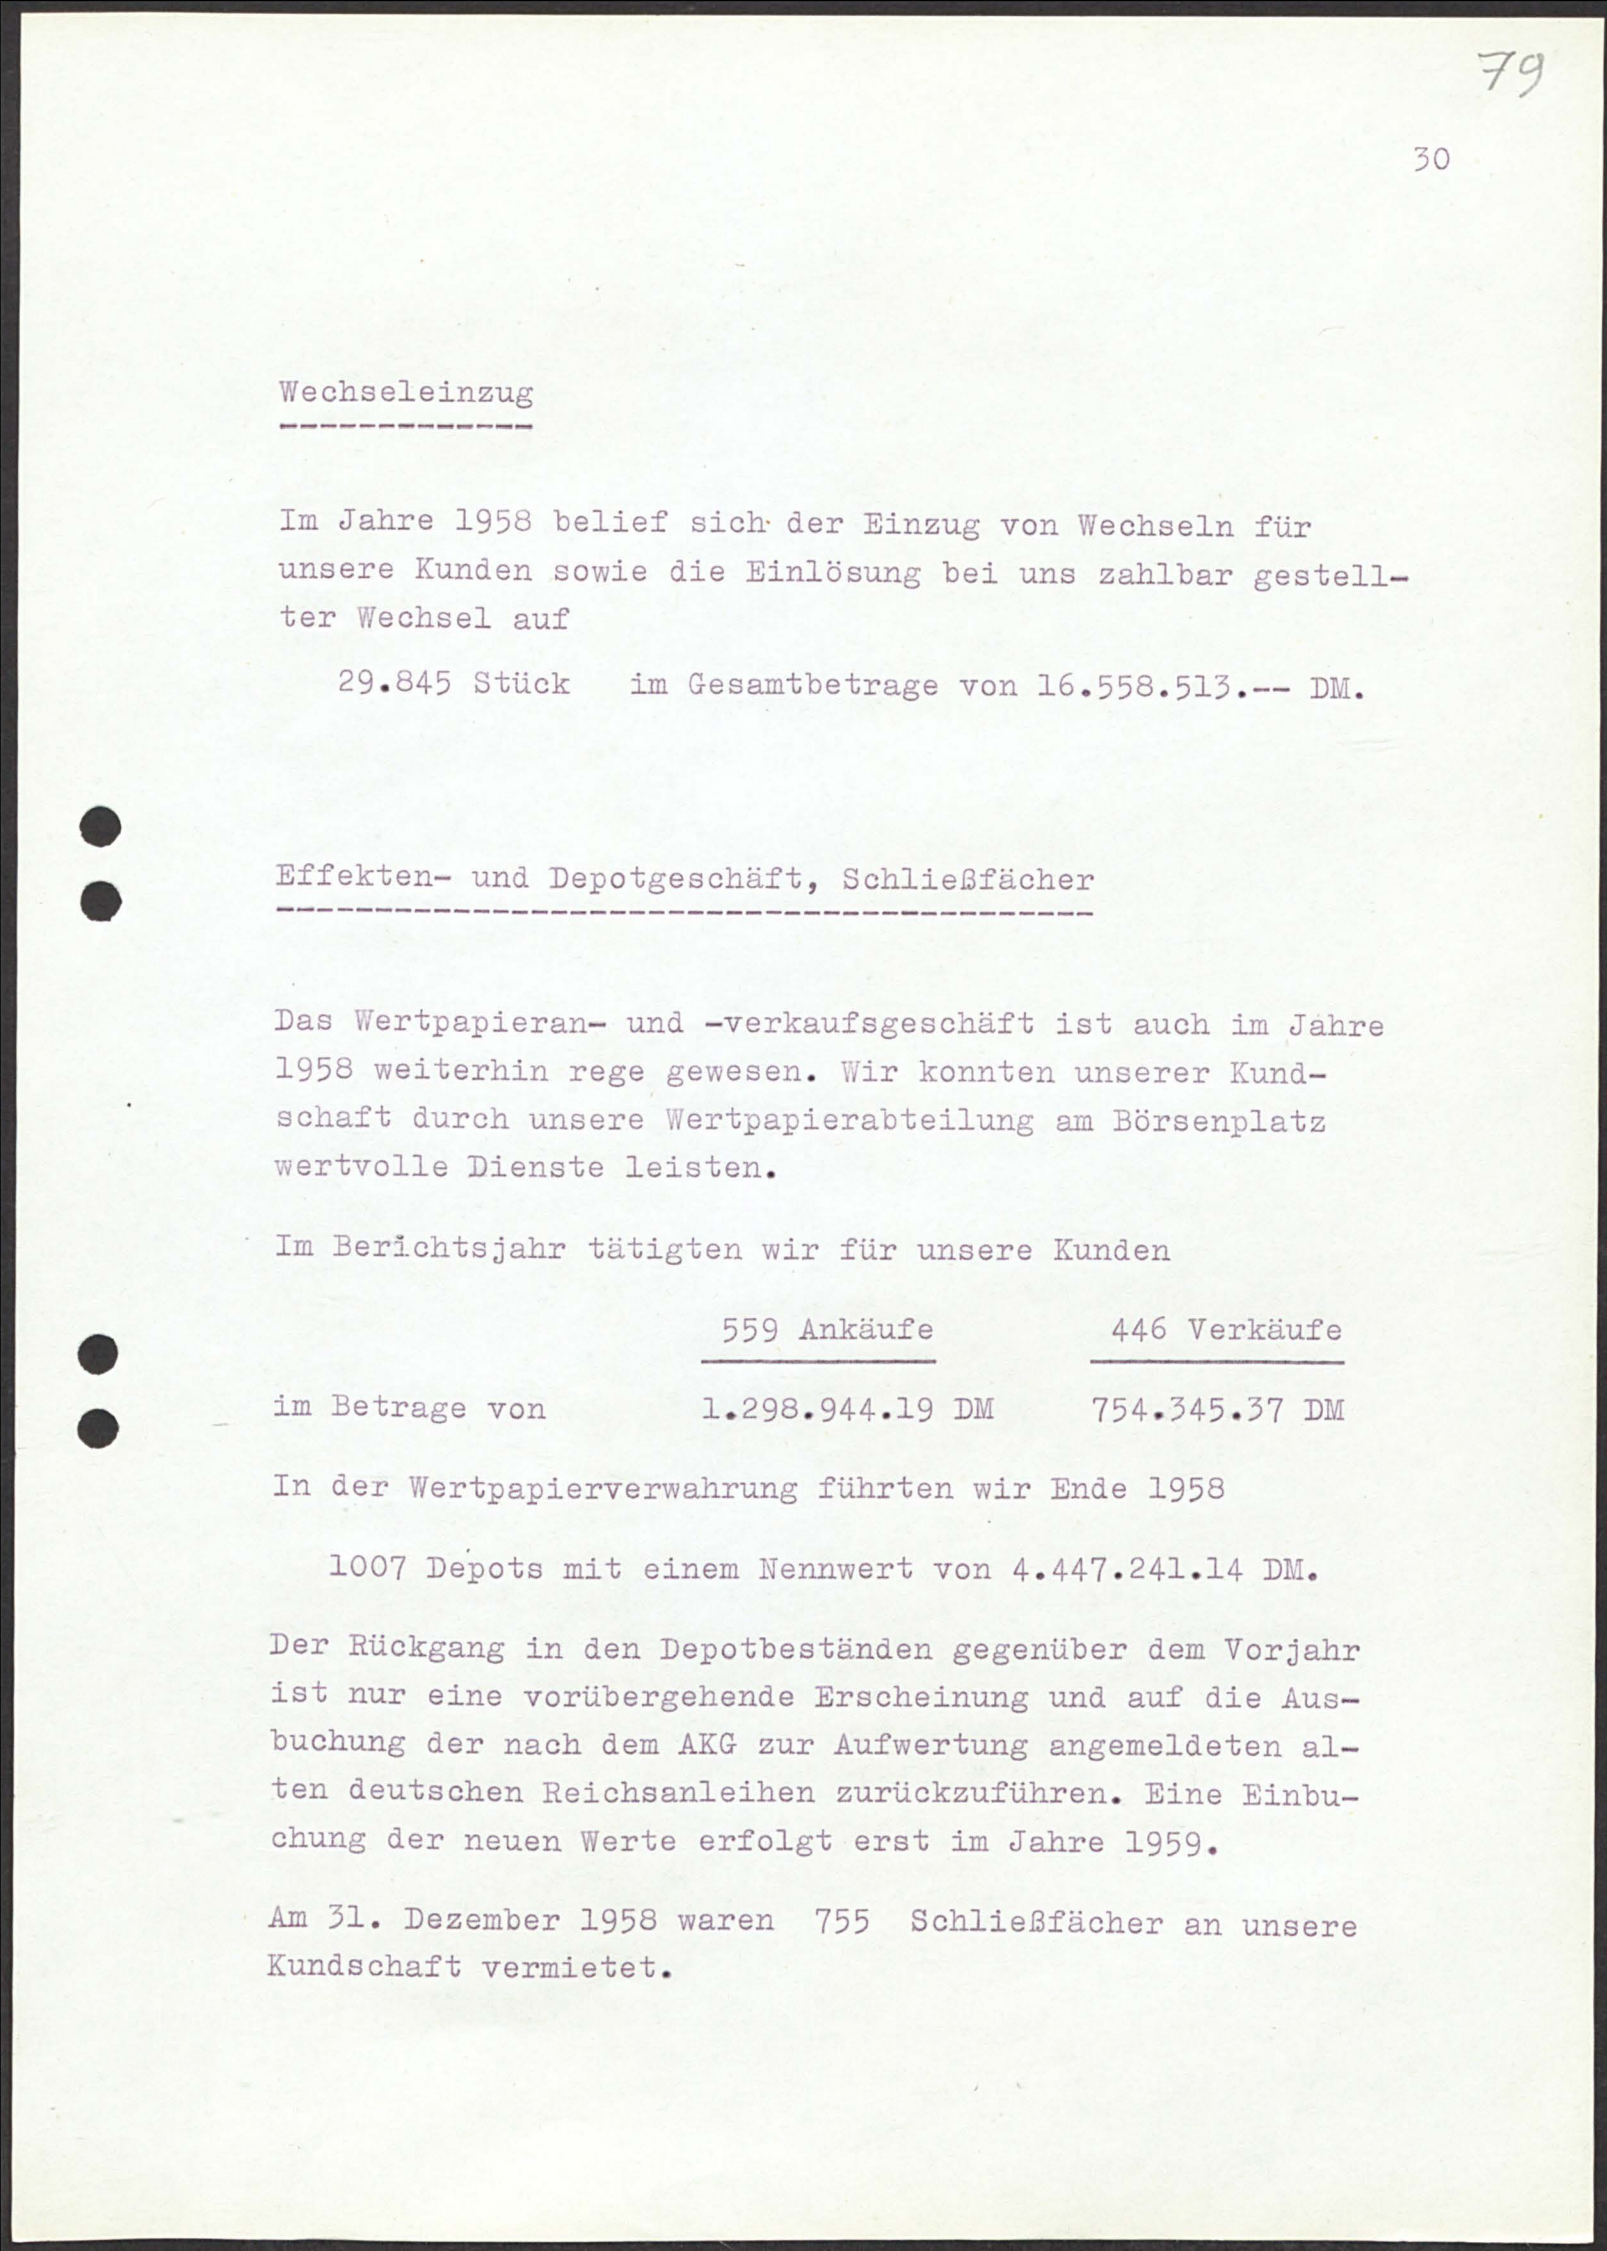 79
30
Wechseleinzug
-------------
Im Jahre 1958 belief sich der Einzug von Wechseln für
unsere Kunden sowie die Einlösung bei uns zahlbar gestell-
ter Wechsel auf
29.845 Stück im Gesamtbetrage von 16.558.513.-- DM.
Effekten- und Depotgeschäft, Schließfächer
------------------------------------------
Das Wertpapieran- und -verkaufsgeschäft ist auch im Jahre
1958 weiterhin rege gewesen. Wir konnten unserer Kund-
schaft durch unsere Wertpapierabteilung am Börsenplatz
wertvolle Dienste leisten.
Im Berichtsjahr tätigten wir für unsere Kunden
559 Ankäufe 446 Verkäufe
im Betrage von 1.298.944.19 DM 754.345.37 DM
In der Wertpapierverwahrung führten wir Ende 1958
1007 Depots mit einem Nennwert von 4.447.241.14 DM.
Der Rückgang in den Depotbeständen gegenüber dem Vorjahr
ist nur eine vorübergehende Erscheinung und auf die Aus-
buchung der nach dem AKG zur Aufwertung angemeldeten al-
ten deutschen Reichsanleihen zurückzuführen. Eine Einbu-
chung der neuen Werte erfolgt erst im Jahre 1959.
Am 31. Dezember 1958 waren 755 Schließfächer an unsere
Kundschaft vermietet.